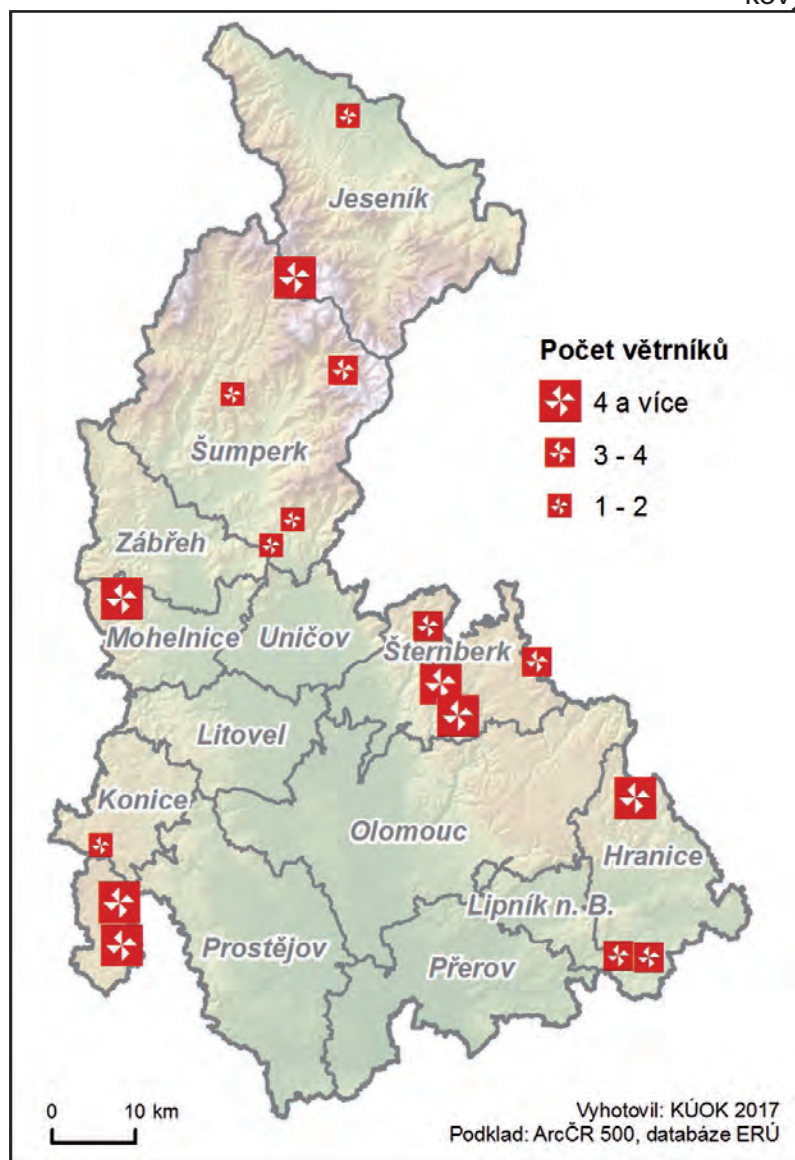 Jeseník
Počet větrníků
4 a více
3 - 4
1 - 2
Šumperk
Zábřeh
Mohelnice
Uničov
Šternberk
Litovel
Konice
Olomouc
Hranice
Lipník n. B.
Prostějov
Přerov
0 10 km
Vyhotovil: KÚOK 2017
Podklad: ArcČR 500, databáze ERÚ